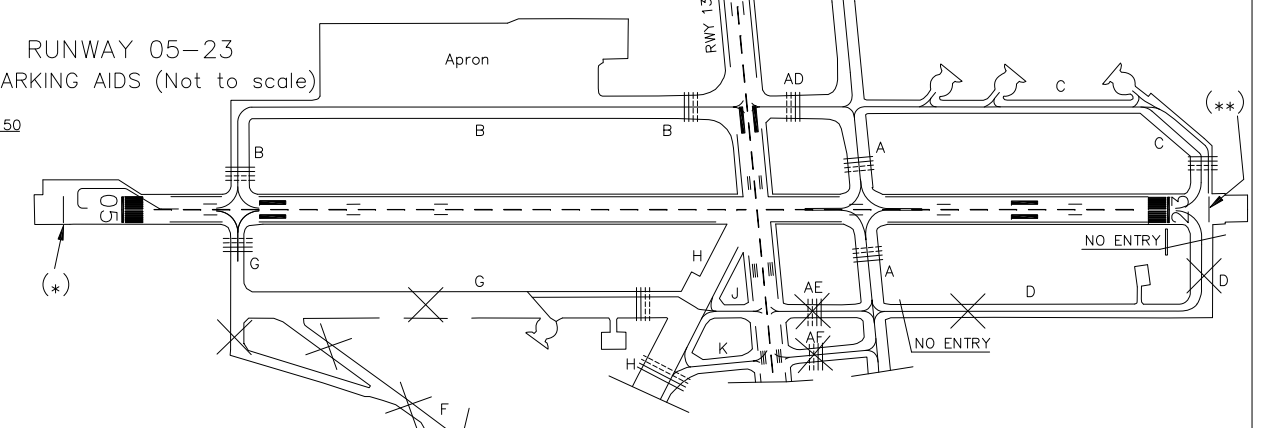 RWY 13
RUNWAY 05-23
ARKING AIDS (Not to scale)
Apron
AD
C
(**)
50
B
B
B
A
C
05
23
NO ENTRY
(*)
G
H
A
G
J
AE
D
D
K
AF
NO ENTRY
H
F